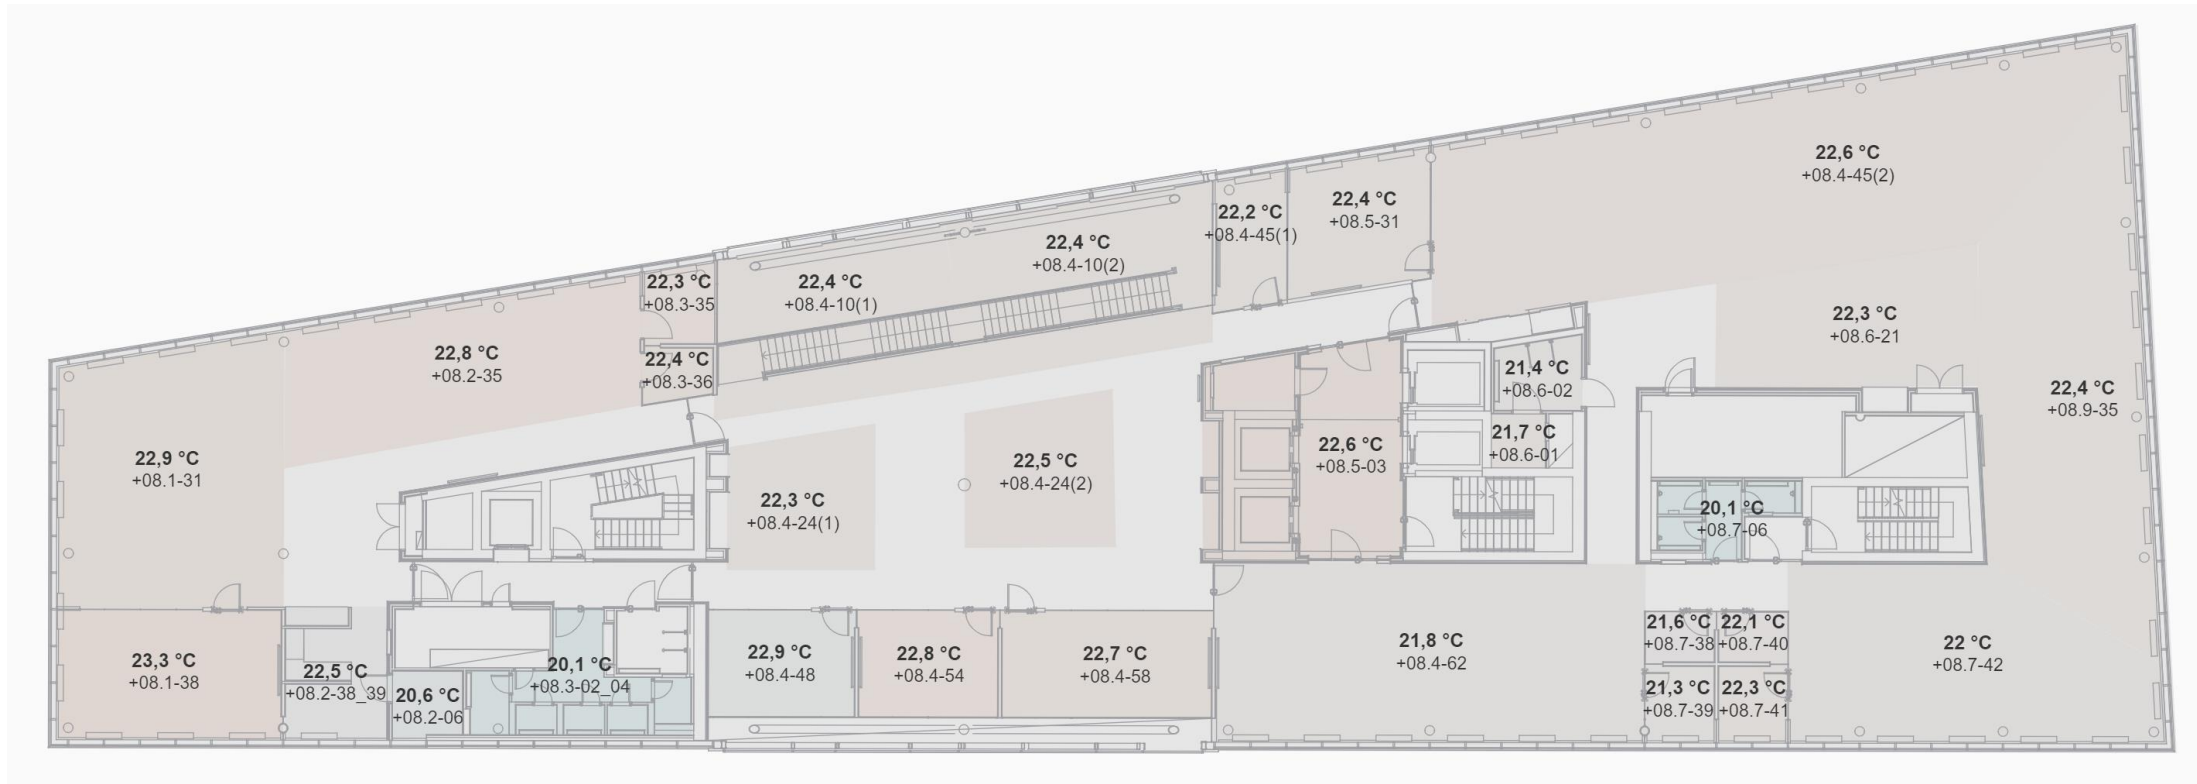 22,6 °C
+08.4-45(2)
22,2 °C
+08.4-45(1)
22,4 °C
+08.5-31
22,4 °C
+08.4-10(2)
22,4 °C
+08.4-10(1)
22,3 °C
+08.3-35
22,3 °C
+08.6-21
22,8 °C
+08.2-35
22,4 °C
+08.3-36
21,4 °C
+08.6-02
22,4 °C
+08.9-35
22,9 °C
+08.1-31
22,3 °C
+08.4-24(1)
22,5 °C
+08.4-24(2)
22,6 °C
+08.5-03
21,7 °C
+08.6-01
20,1 °C
+08.7-06
23,3 °C
+08.1-38
22,5 °C
+08.2-38_39
20,6 °C
+08.2-06
20,1 °C
+08.3-02_04
22,9 °C
+08.4-48
22,8 °C
+08.4-54
22,7 °C
+08.4-58
21,8 °C
+08.4-62
21,6 °C
+08.7-38
22,1 °C
+08.7-40
21,3 °C
+08.7-39
22,3 °C
+08.7-41
22 °C
+08.7-42